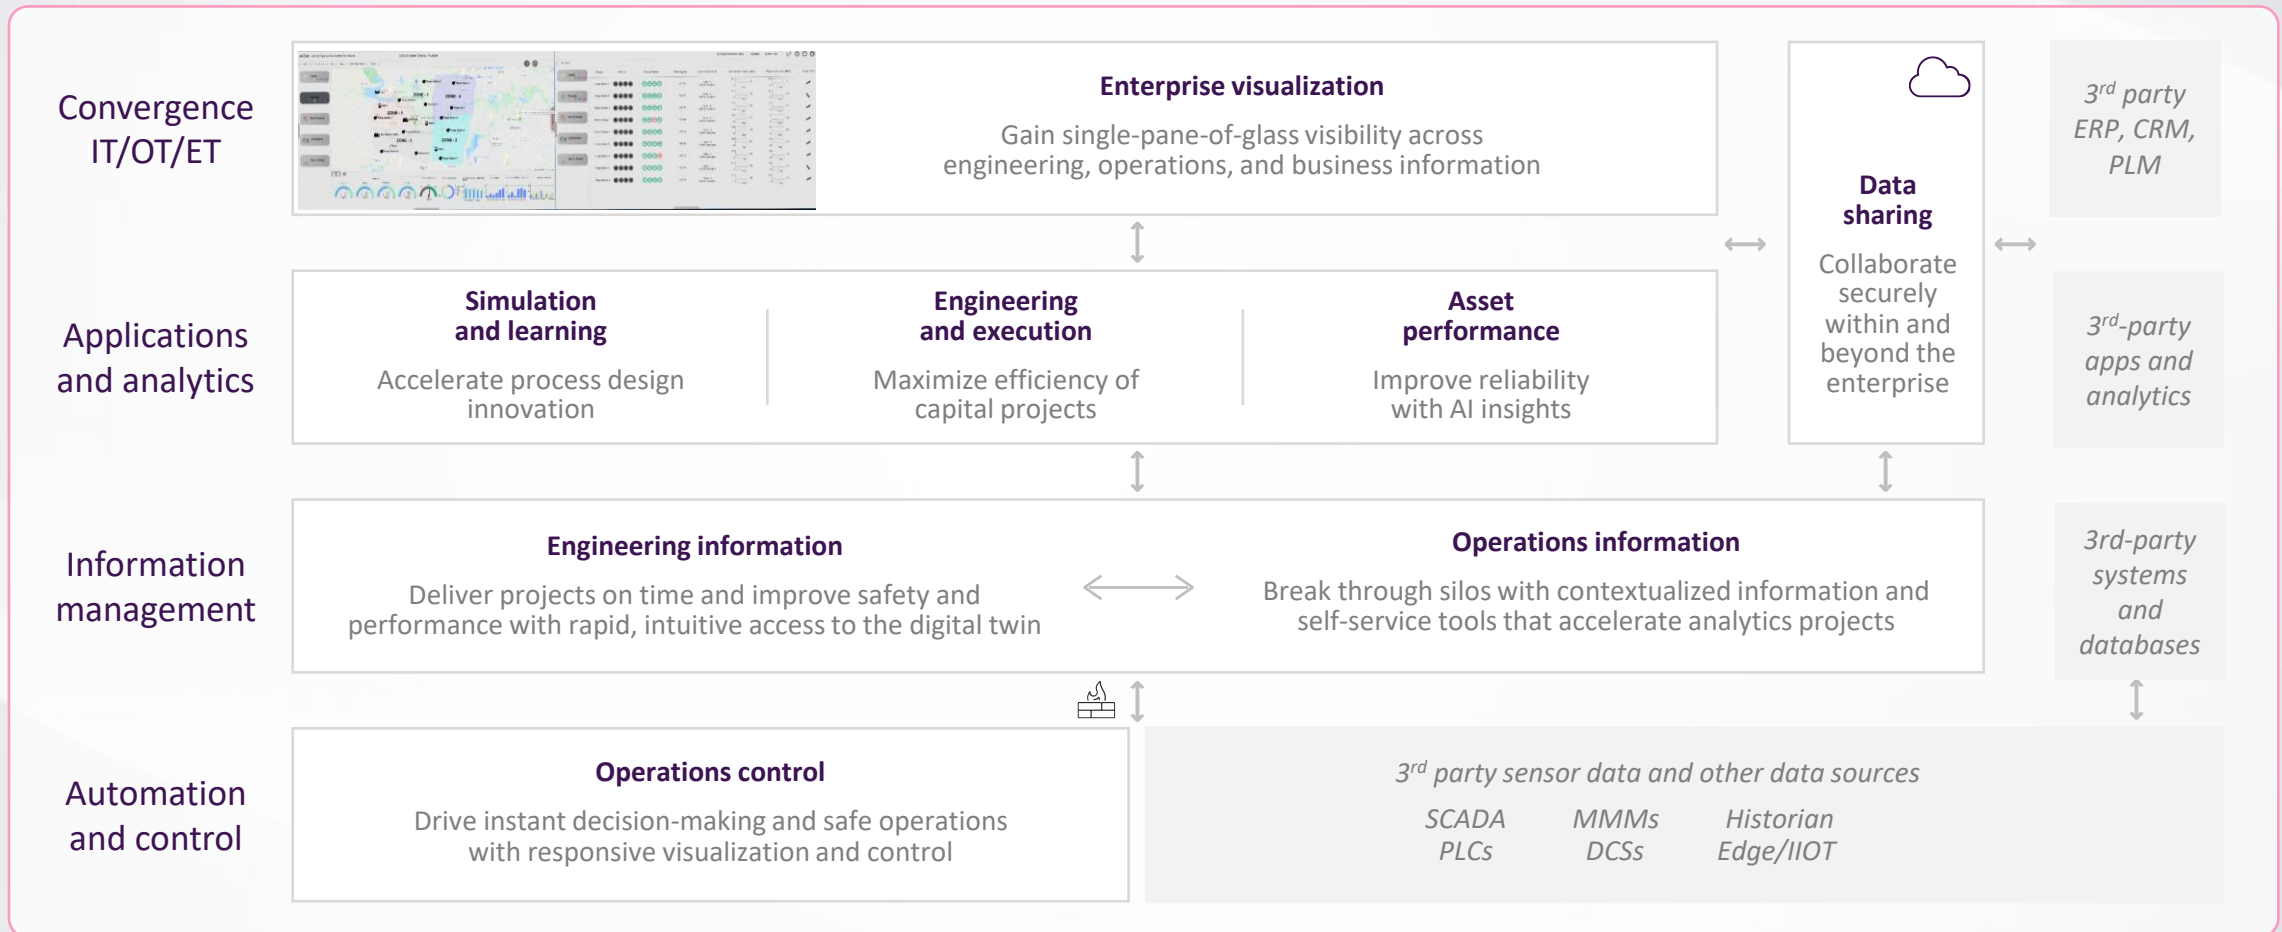 Convergence
IT/OT/ET
ZONE - 1
Enterprise visualization
Gain single-pane-of-glass visibility across
engineering, operations, and business information
Data
sharing
Collaborate
securely
within and
beyond the
enterprise
3rd party
ERP, CRM,
PLM
Applications
and analytics
Simulation
and learning
Accelerate process design
innovation
Engineering
and execution
Maximize efficiency of
capital projects
Asset
performance
Improve reliability
with AI insights
3rd-party
apps and
analytics
Information
management
Engineering information
Deliver projects on time and improve safety and
performance with rapid, intuitive access to the digital twin
Operations information
Break through silos with contextualized information and
self-service tools that accelerate analytics projects
3rd-party
systems
and
databases
Automation
and control
Operations control
Drive instant decision-making and safe operations
with responsive visualization and control
3rd party sensor data and other data sources
SCADA MMMs Historian
PLCs DCSs Edge/IIOT